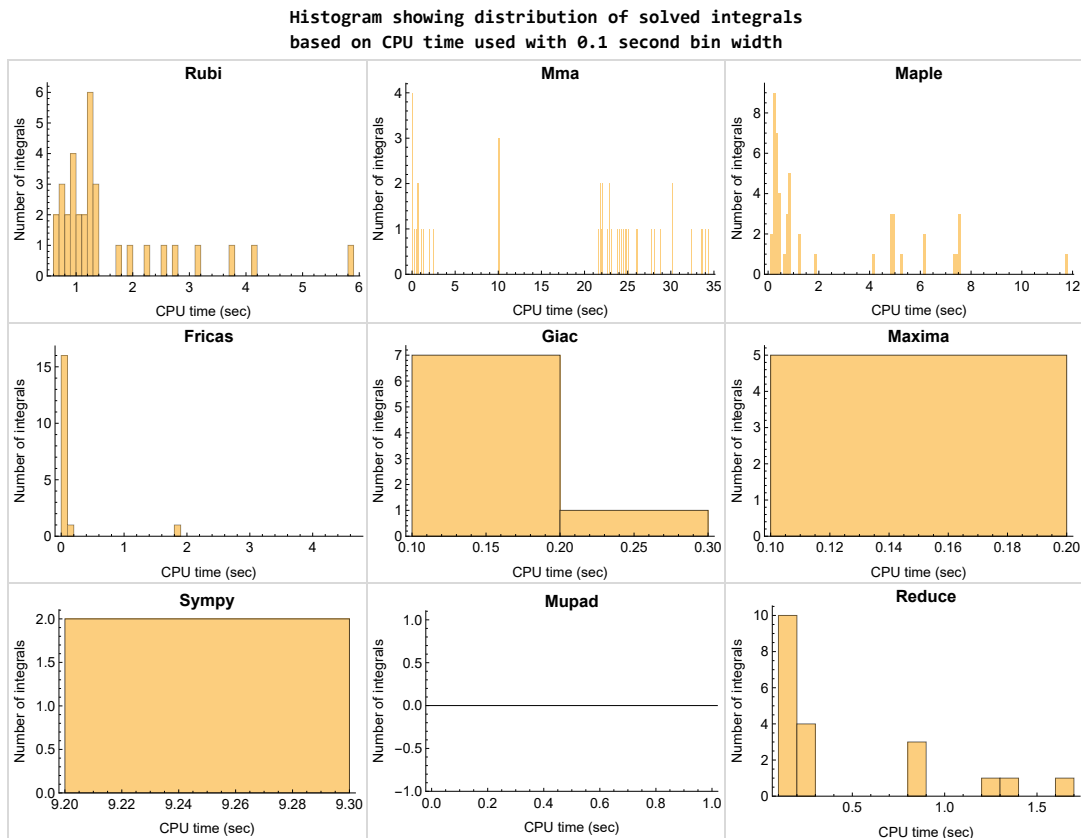 Histogram showing distribution of solved integrals
based on CPU time used with 0.1 second bin width
Rubi
Number of integrals
0 1 2 3 4 5 6
1 2 3 4 5 6
CPU time (sec)
Mma
Number of integrals
0 1 2 3 4
0 5 10 15 20 25 30 35
CPU time (sec)
Maple
Number of integrals
0 2 4 6 8
0 2 4 6 8 10 12
CPU time (sec)
Fricas
Number of integrals
0 5 10 15
0 1 2 3 4
CPU time (sec)
Giac
Number of integrals
0 1 2 3 4 5 6 7
0.10 0.15 0.20 0.25 0.30
CPU time (sec)
Maxima
Number of integrals
0 1 2 3 4 5
0.10 0.12 0.14 0.16 0.18 0.20
CPU time (sec)
Sympy
Number of integrals
0.0 0.5 1.0 1.5 2.0
9.20 9.22 9.24 9.26 9.28 9.30
CPU time (sec)
Mupad
Number of integrals
−1.0 −0.5 0.0 0.5 1.0
0.0 0.2 0.4 0.6 0.8 1.0
CPU time (sec)
Reduce
Number of integrals
0 2 4 6 8 10
0.5 1.0 1.5
CPU time (sec)